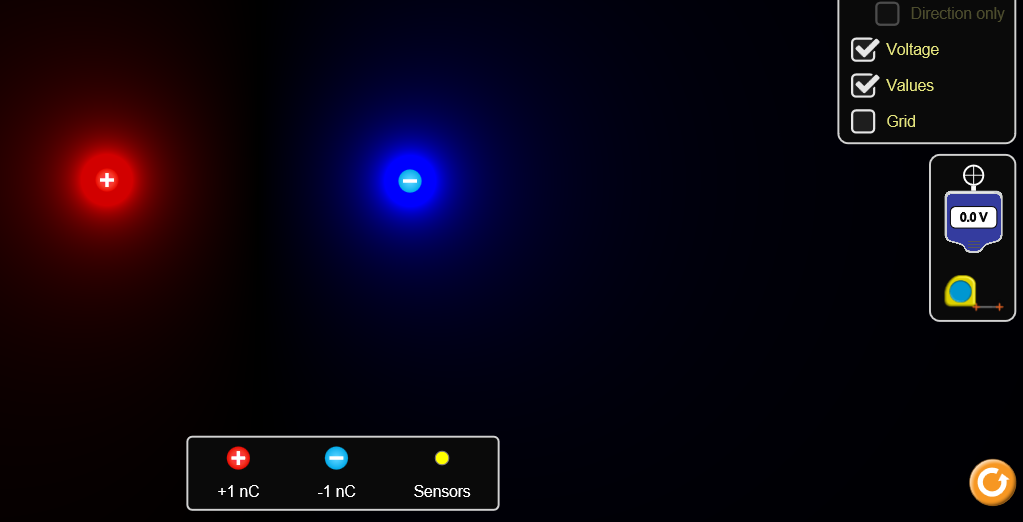 Direction only
Voltage
Values
Grid
0.0 V
+1 nC
-1 nC
Sensors